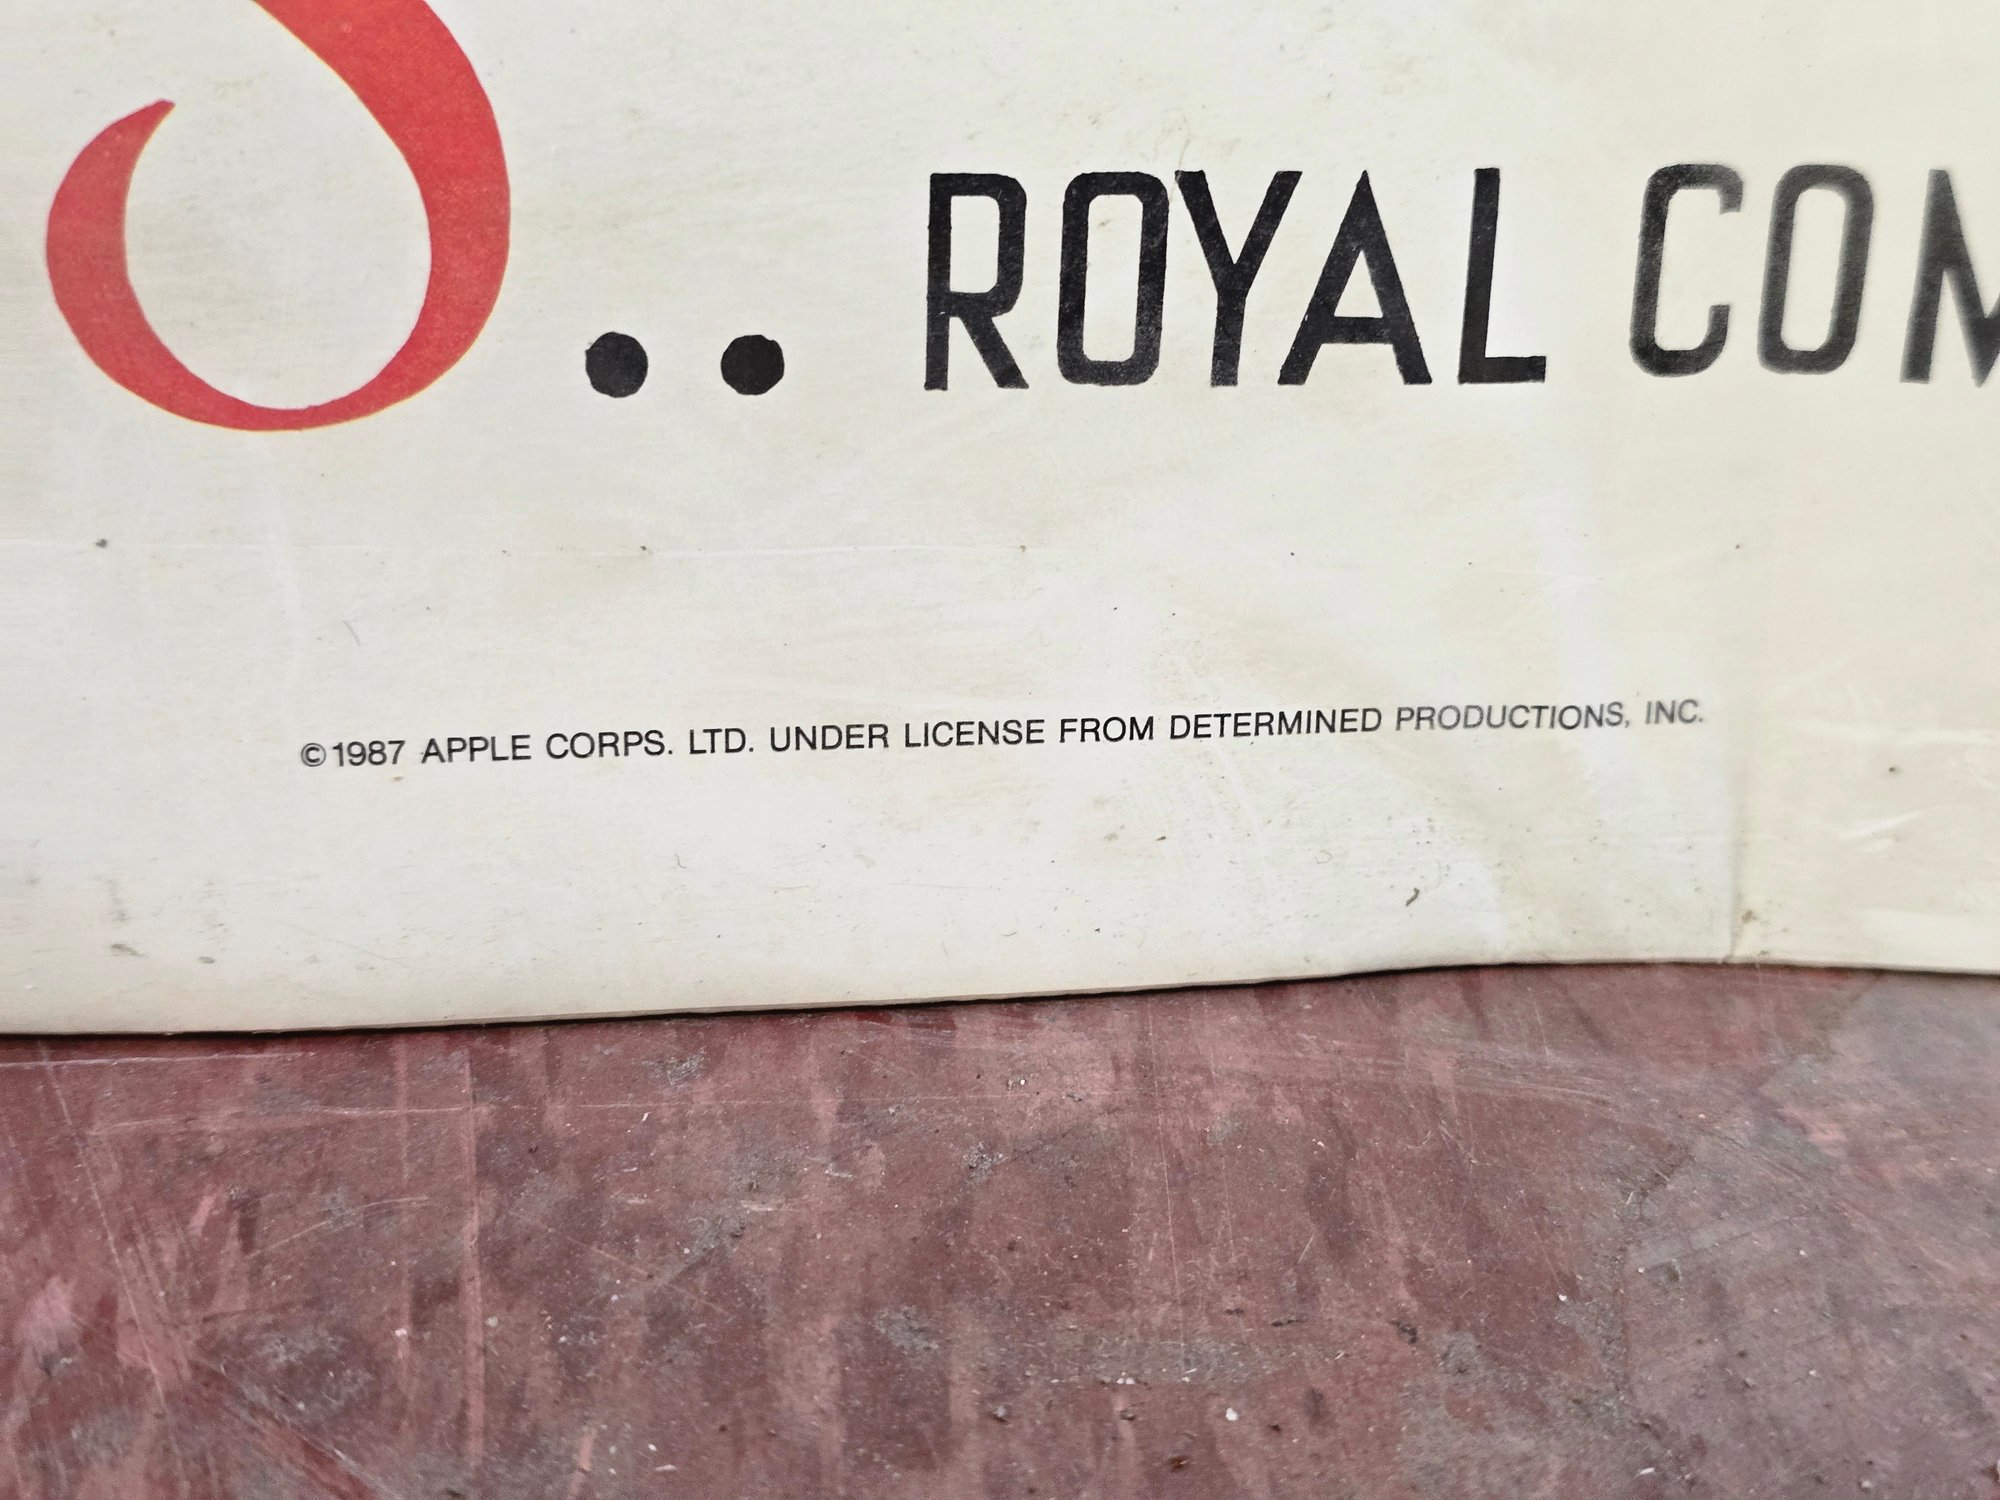 .. ROYAL COM
©1987 APPLE CORPS. LTD. UNDER LICENSE FROM DETERMINED PRODUCTIONS, INC.